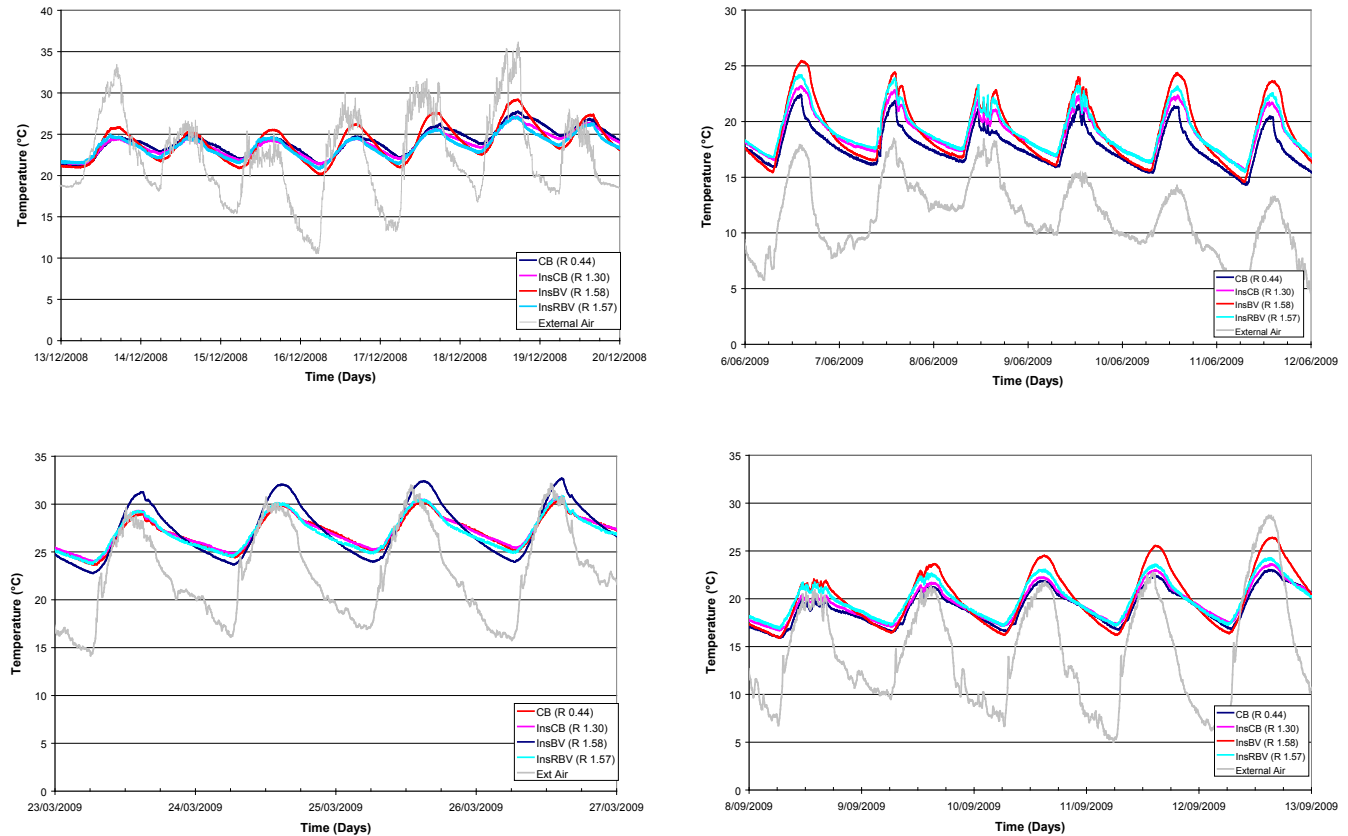 40
35
30
25
20
15
10
5
0
Temperature (°C)
CB (R 0.44)
InsCB (R 1.30)
InsBV (R 1.58)
InsRBV (R 1.57)
External Air
13/12/2008 14/12/2008 15/12/2008 16/12/2008 17/12/2008 18/12/2008 19/12/2008 20/12/2008
Time (Days)
30
25
20
15
10
5
0
Temperature (°C)
CB (R 0.44)
InsCB (R 1.30)
InsBV (R 1.58)
InsRBV (R 1.57)
External Air
6/06/2009 7/06/2009 8/06/2009 9/06/2009 10/06/2009 11/06/2009 12/06/2009
Time (Days)
35
30
25
20
15
10
5
0
Temperature (°C)
CB (R 0.44)
InsCB (R 1.30)
InsBV (R 1.58)
InsRBV (R 1.57)
Ext Air
23/03/2009 24/03/2009 25/03/2009 26/03/2009 27/03/2009
Time (Days)
35
30
25
20
15
10
5
0
Temperature (°C)
CB (R 0.44)
InsCB (R 1.30)
InsBV (R 1.58)
InsRBV (R 1.57)
External Air
8/09/2009 9/09/2009 10/09/2009 11/09/2009 12/09/2009 13/09/2009
Time (Days)